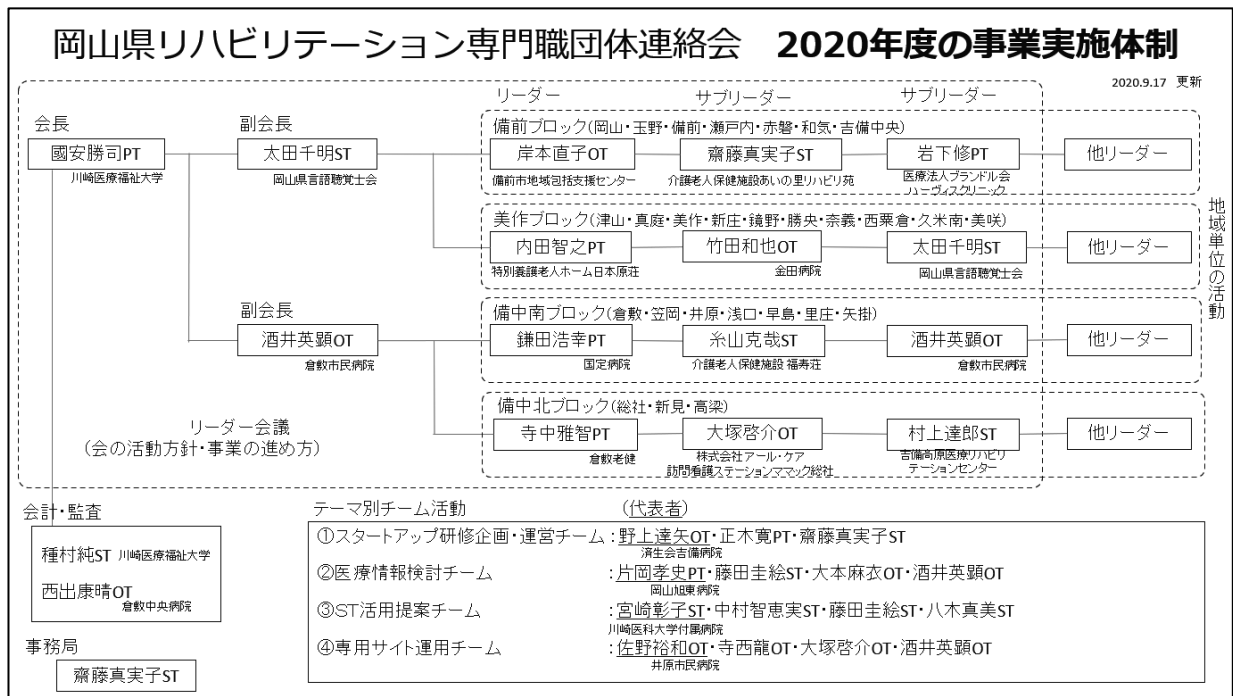 岡山県リハビリテーション専門職団体連絡会　2020年度の事業実施体制
2020.9.17　更新
リーダー　サブリーダー　サブリーダー
会長
國安勝司PT
川崎医療福祉大学
副会長
太田千明ST
岡山県言語聴覚士会
備前ブロック(岡山・玉野・備前・瀬戸内・赤磐・和気・吉備中央)
岸本直子OT　齋藤真実子ST　岩下修PT　他リーダー
備前市地域包括支援センター　介護老人保健施設あいの里リハビリ苑　医療法人ブランドル会
ハーヴィスクリニック
美作ブロック(津山・真庭・美作・新庄・鏡野・勝央・奈義・西粟倉・久米南・美咲)
内田智之PT　竹田和也OT　太田千明ST　他リーダー
特別養護老人ホーム日本原荘　金田病院　岡山県言語聴覚士会
地域単位の活動
副会長
酒井英顕OT
倉敷市民病院
備中南ブロック(倉敷・笠岡・井原・浅口・早島・里庄・矢掛)
鎌田浩幸PT　糸山克哉ST　酒井英顕OT　他リーダー
国定病院　介護老人保健施設 福寿荘　倉敷市民病院
備中北ブロック(総社・新見・高梁)
寺中雅智PT　大塚啓介OT　村上達郎ST　他リーダー
倉敷老健　株式会社アール・ケア　吉備高原医療リハビリ
訪問看護ステーションママック総社　テーションセンター
リーダー会議
(会の活動方針・事業の進め方)
会計・監査
種村純ST 川崎医療福祉大学
西出康晴OT
倉敷中央病院
事務局
齋藤真実子ST
テーマ別チーム活動　(代表者)
①スタートアップ研修企画・運営チーム：野上達矢OT・正木寛PT・齋藤真実子ST
済生会吉備病院
②医療情報検討チーム　：片岡孝史PT・藤田圭絵ST・大本麻衣OT・酒井英顕OT
岡山旭東病院
③ST活用提案チーム　：宮崎彰子ST・中村智恵実ST・藤田圭絵ST・八木真美ST
川崎医科大学付属病院
④専用サイト運用チーム　：佐野裕和OT・寺西龍OT・大塚啓介OT・酒井英顕OT
井原市民病院